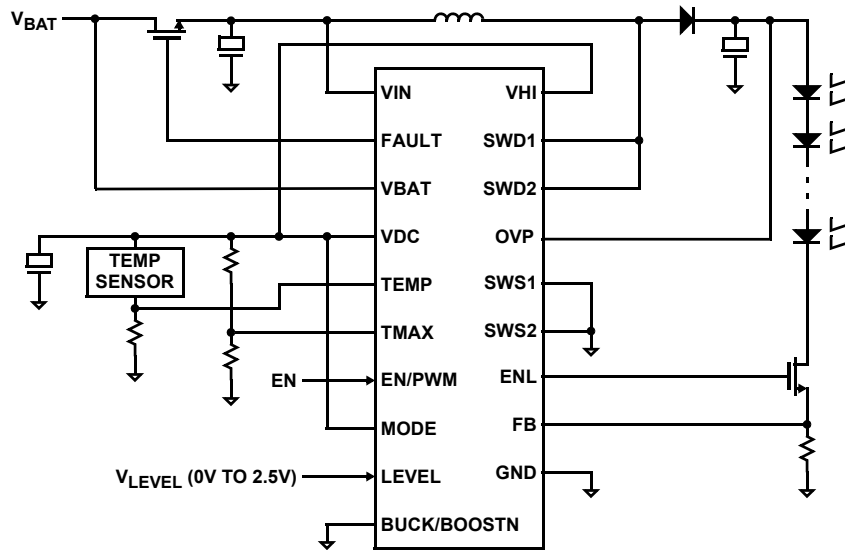 VBAT
VIN
FAULT
VBAT
VDC
TEMP
TMAX
EN/PWM
MODE
LEVEL
BUCK/BOOSTN
VHI
SWD1
SWD2
OVP
SWS1
SWS2
ENL
FB
GND
TEMP
SENSOR
EN
VLEVEL (0V TO 2.5V)